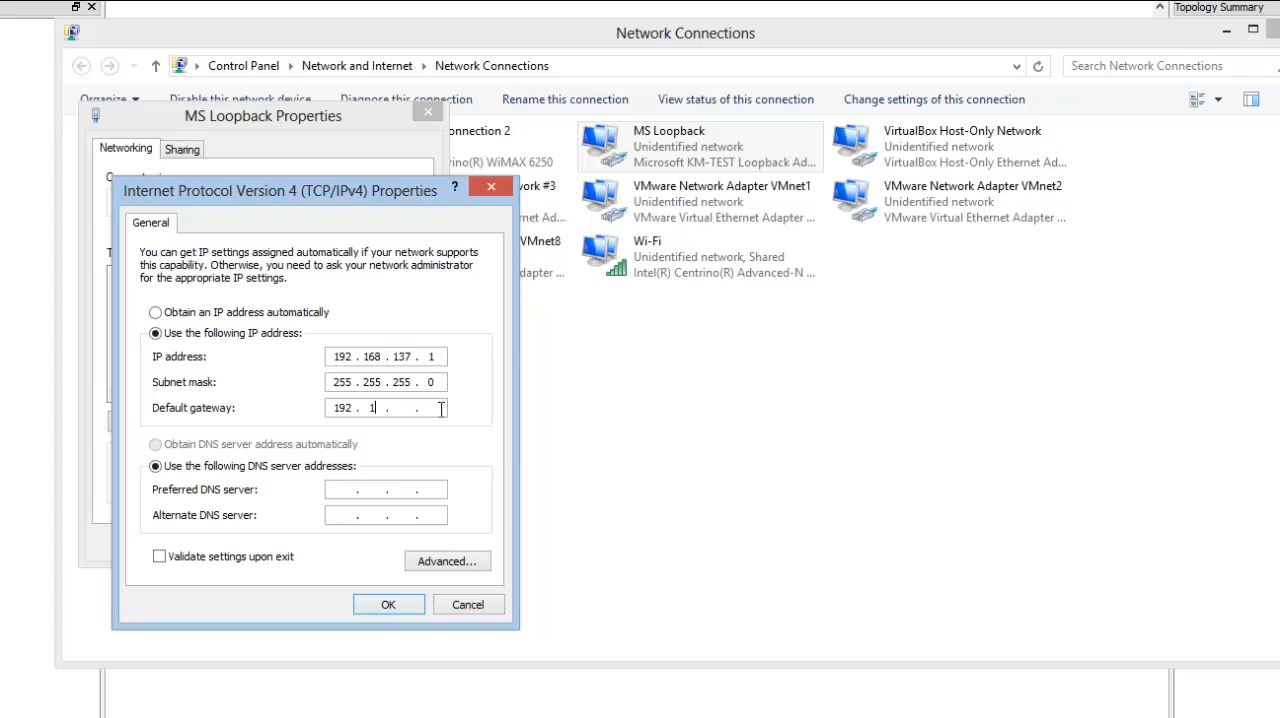 Topology Summary
Network Connections
Control Panel
Network and Internet
Network Connections
Search Network Connections
Organize
Disable this network device
Diagnose this connection
Rename this connection
View status of this connection
Change settings of this connection
MS Loopback Properties
Networking
Sharing
onnection 2
trino(R) WiMAX 6250
MS Loopback
Unidentified network
Microsoft KM-TEST Loopback Ad...
VirtualBox Host-Only Network
Unidentified network
VirtualBox Host-Only Ethernet Ad...
work #3
et Ad...
VMware Network Adapter VMnet1
Unidentified network
VMware Virtual Ethernet Adapter ...
VMware Network Adapter VMnet2
Unidentified network
VMware Virtual Ethernet Adapter ...
VMnet8
dapter ...
Wi-Fi
Unidentified network, Shared
Intel(R) Centrino(R) Advanced-N ...
Internet Protocol Version 4 (TCP/IPv4) Properties
General
You can get IP settings assigned automatically if your network supports
this capability. Otherwise, you need to ask your network administrator
for the appropriate IP settings.
Obtain an IP address automatically
Use the following IP address:
IP address: 192 . 168 . 137 . 1
Subnet mask: 255 . 255 . 255 . 0
Default gateway: 192 . 1 . .
Obtain DNS server address automatically
Use the following DNS server addresses:
Preferred DNS server: . . .
Alternate DNS server: . . .
Validate settings upon exit
Advanced...
OK
Cancel